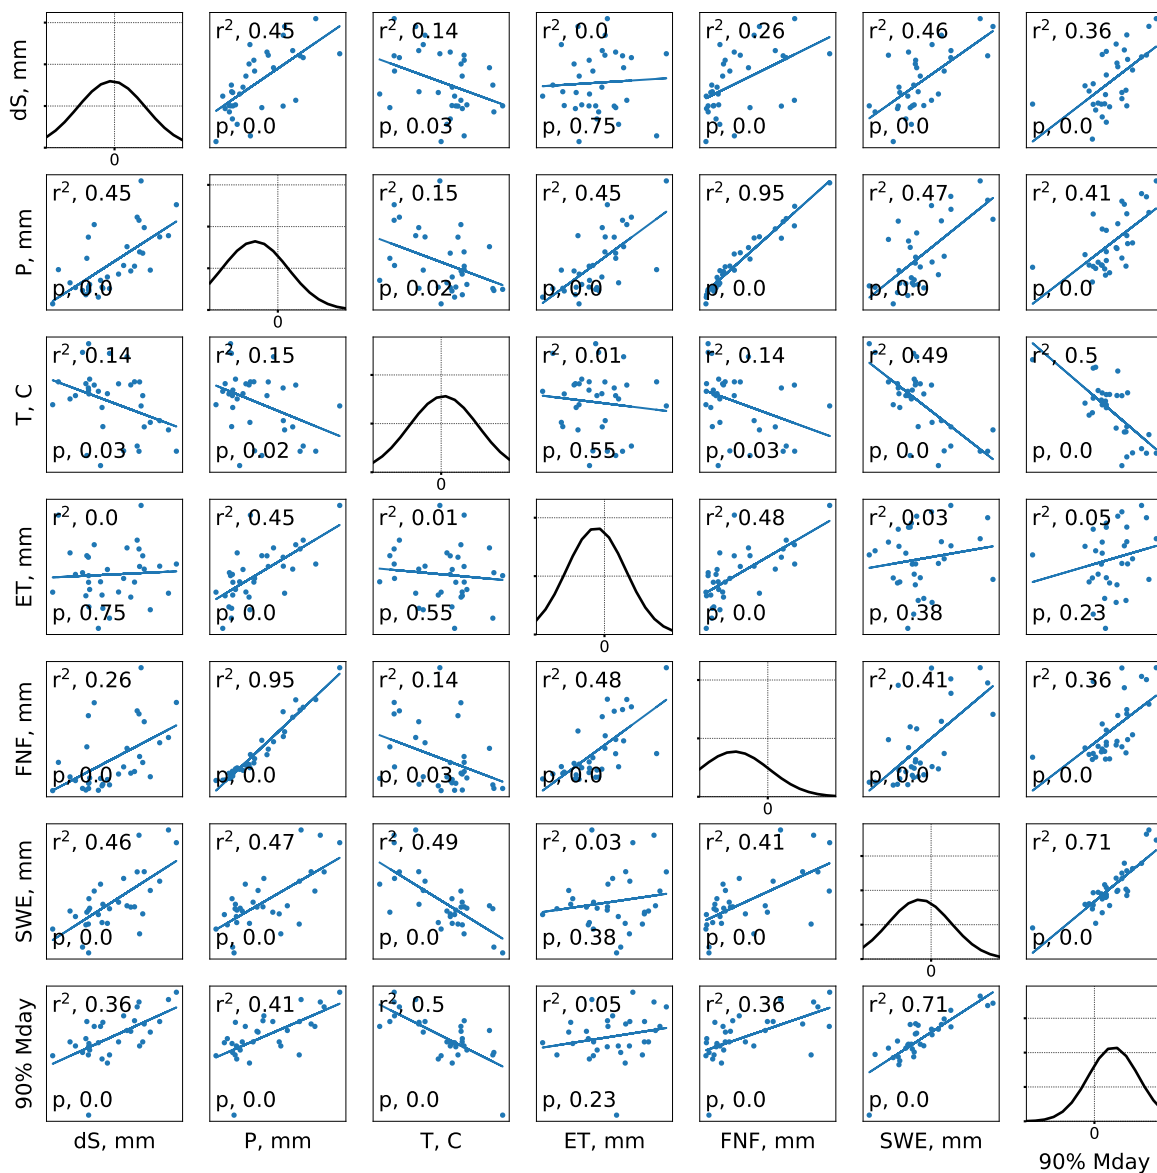 dS, mm
0
r², 0.45
p, 0.0
r², 0.14
p, 0.03
r², 0.0
p, 0.75
r², 0.26
p, 0.0
r², 0.46
p, 0.0
r², 0.36
p, 0.0
P, mm
r², 0.45
p, 0.0
0
r², 0.15
p, 0.02
r², 0.45
p, 0.0
r², 0.95
p, 0.0
r², 0.47
p, 0.0
r², 0.41
p, 0.0
T, C
r², 0.14
p, 0.03
r², 0.15
p, 0.02
0
r², 0.01
p, 0.55
r², 0.14
p, 0.03
r², 0.49
p, 0.0
r², 0.5
p, 0.0
ET, mm
r², 0.0
p, 0.75
r², 0.45
p, 0.0
r², 0.01
p, 0.55
0
r², 0.48
p, 0.0
r², 0.03
p, 0.38
r², 0.05
p, 0.23
FNF, mm
r², 0.26
p, 0.0
r², 0.95
p, 0.0
r², 0.14
p, 0.03
r², 0.48
p, 0.0
0
r², 0.41
p, 0.0
r², 0.36
p, 0.0
SWE, mm
r², 0.46
p, 0.0
r², 0.47
p, 0.0
r², 0.49
p, 0.0
r², 0.03
p, 0.38
r², 0.41
p, 0.0
0
r², 0.71
p, 0.0
90% Mday
r², 0.36
p, 0.0
r², 0.41
p, 0.0
r², 0.5
p, 0.0
r², 0.05
p, 0.23
r², 0.36
p, 0.0
r², 0.71
p, 0.0
0
dS, mm
P, mm
T, C
ET, mm
FNF, mm
SWE, mm
90% Mday